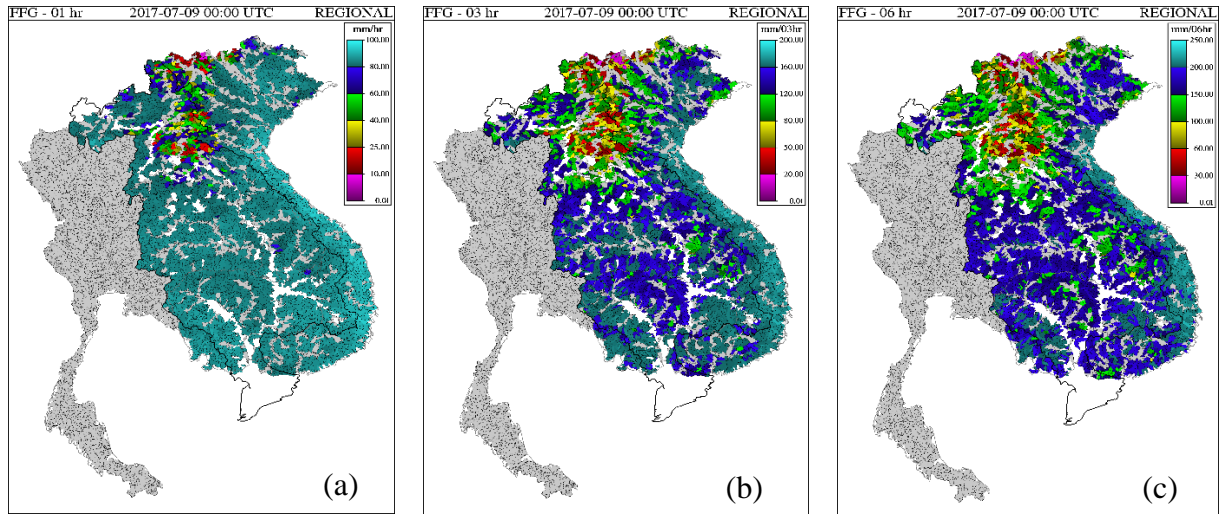 FFG - 01 hr 2017-07-09 00:00 UTC REGIONAL
mm/hr
100.00
80.00
60.00
40.00
25.00
10.00
0.01
(a)
FFG - 03 hr 2017-07-09 00:00 UTC REGIONAL
mm/03hr
200.00
160.00
120.00
80.00
50.00
20.00
0.01
(b)
FFG - 06 hr 2017-07-09 00:00 UTC REGIONAL
mm/06hr
250.00
200.00
150.00
100.00
60.00
30.00
0.01
(c)